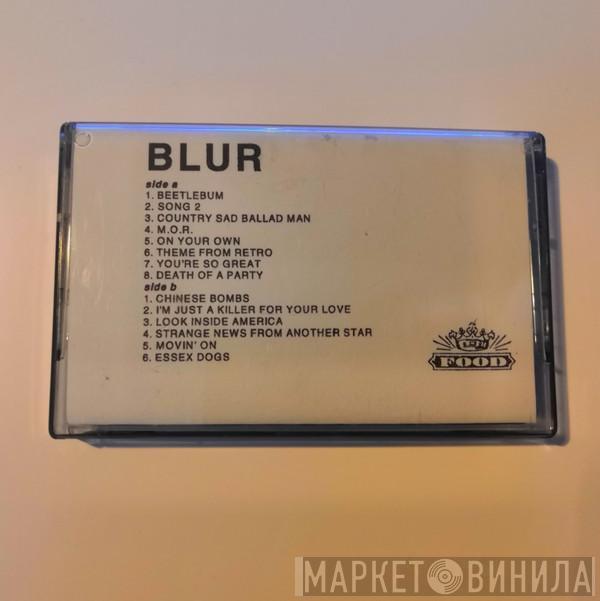 BLUR
side a
1. BEETLEBUM
2. SONG 2
3. COUNTRY SAD BALLAD MAN
4. M.O.R.
5. ON YOUR OWN
6. THEME FROM RETRO
7. YOU'RE SO GREAT
8. DEATH OF A PARTY
side b
1. CHINESE BOMBS
2. I'M JUST A KILLER FOR YOUR LOVE
3. LOOK INSIDE AMERICA
4. STRANGE NEWS FROM ANOTHER STAR
5. MOVIN' ON
6. ESSEX DOGS
FOOD
МАРКЕТ ВИНИЛА